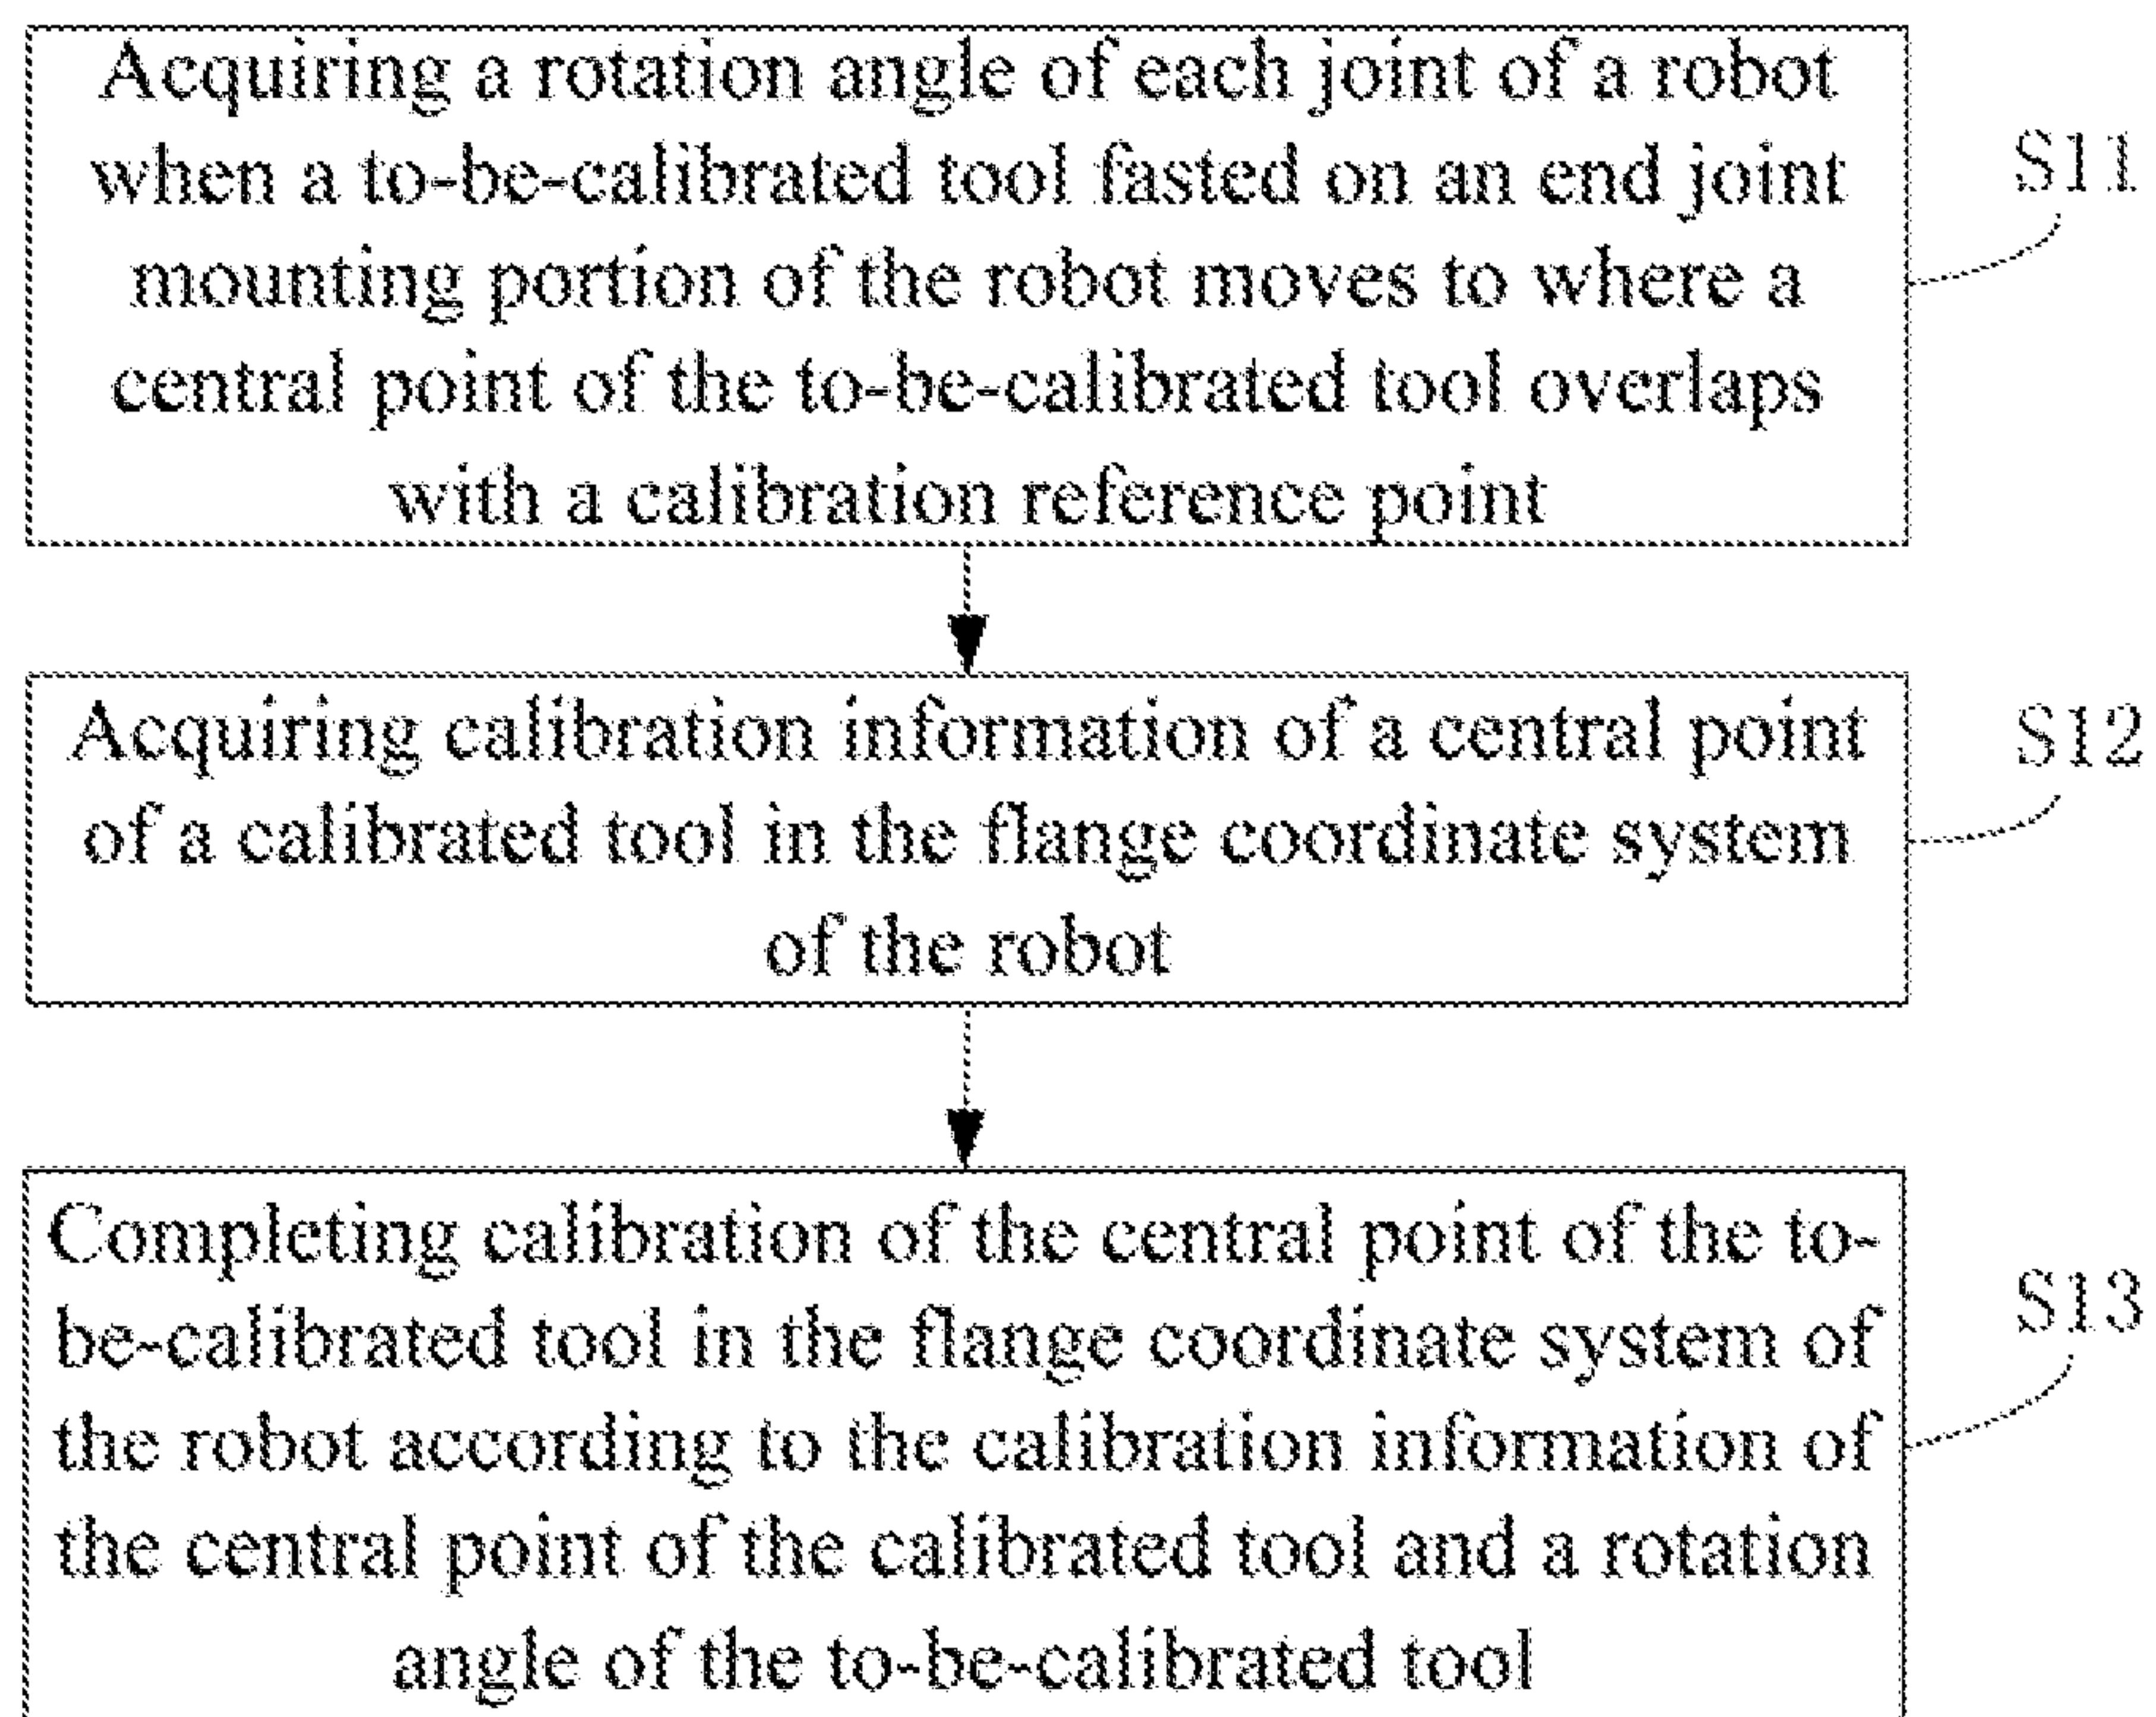 Acquiring a rotation angle of each joint of a robot
when a to-be-calibrated tool fasted on an end joint
mounting portion of the robot moves to where a
central point of the to-be-calibrated tool overlaps
with a calibration reference point
S11
Acquiring calibration information of a central point
of a calibrated tool in the flange coordinate system
of the robot
S12
Completing calibration of the central point of the to-
be-calibrated tool in the flange coordinate system of
the robot according to the calibration information of
the central point of the calibrated tool and a rotation
angle of the to-be-calibrated tool
S13